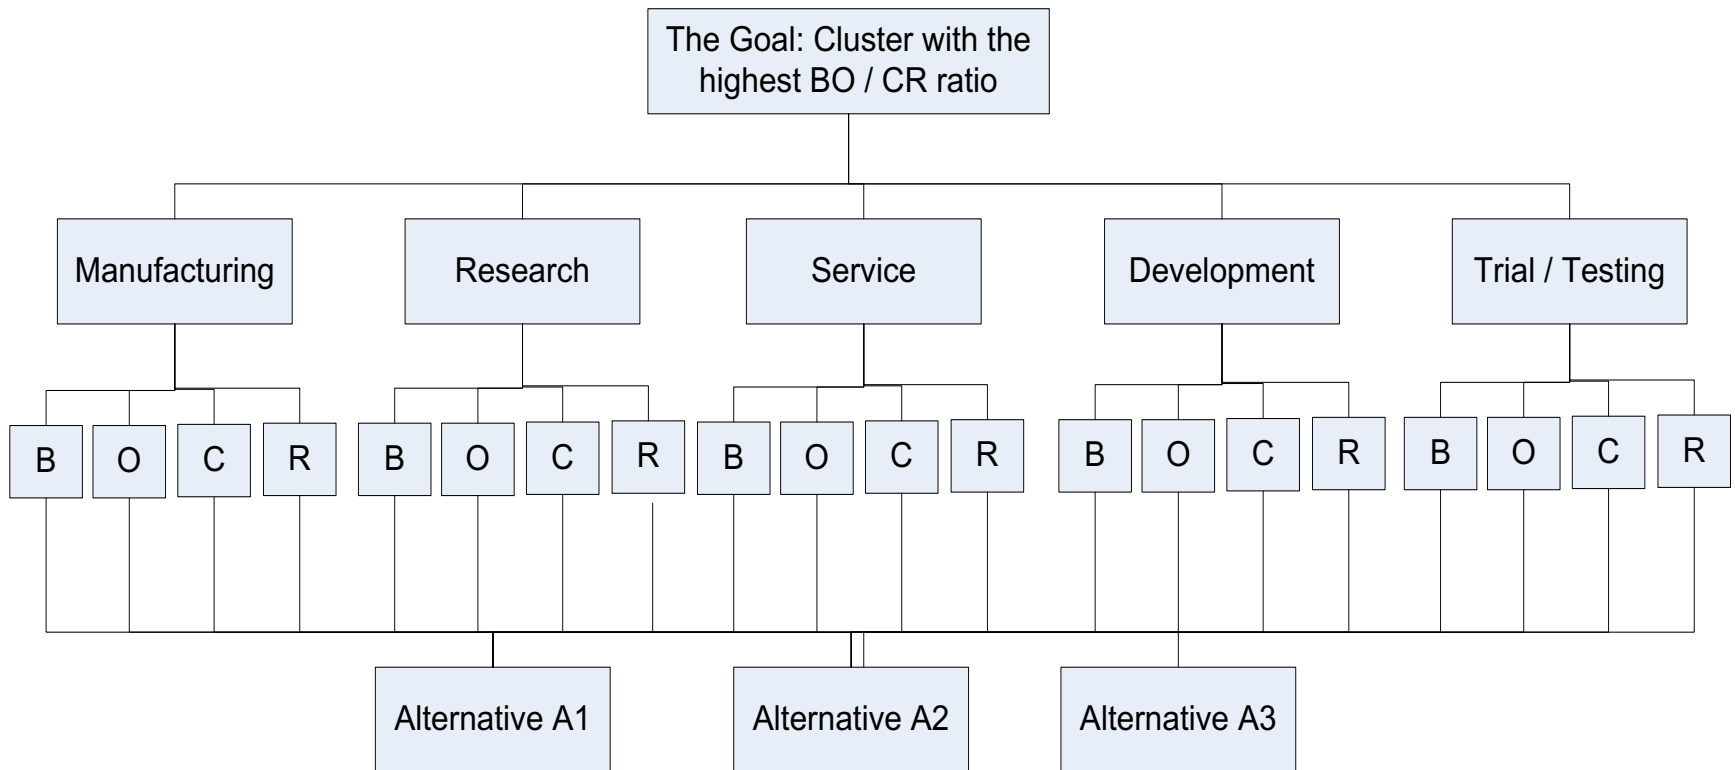 The Goal: Cluster with the
highest BO / CR ratio
Manufacturing
Research
Service
Development
Trial / Testing
B
O
C
R
B
O
C
R
B
O
C
R
B
O
C
R
B
O
C
R
Alternative A1
Alternative A2
Alternative A3